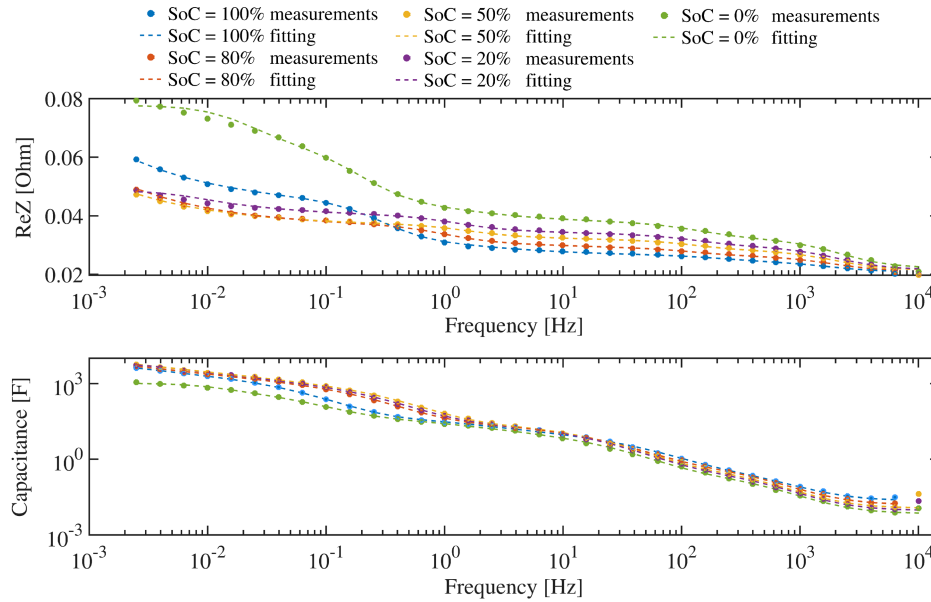 SoC = 100% measurements
SoC = 50% measurements
SoC = 0% measurements
SoC = 100% fitting
SoC = 50% fitting
SoC = 0% fitting
SoC = 80% measurements
SoC = 20% measurements
SoC = 80% fitting
SoC = 20% fitting
0.08
0.06
0.04
0.02
ReZ [Ohm]
10⁻³ 10⁻² 10⁻¹ 10⁰ 10¹ 10² 10³ 10⁴
Frequency [Hz]
10³
10⁰
10⁻³
Capacitance [F]
10⁻³ 10⁻² 10⁻¹ 10⁰ 10¹ 10² 10³ 10⁴
Frequency [Hz]